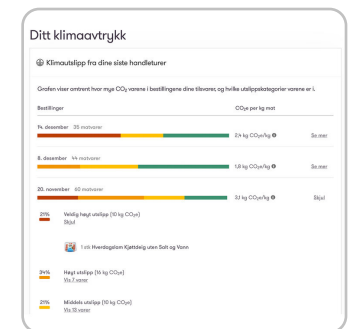 Ditt klimaavtrykk
Klimautslipp fra dine siste handleturer
Grafen viser omtrent hvor mye CO₂ varene i bestillingene dine tilsvarer, og hvilke utslippskategorier varene er i.
Bestillinger CO₂e per kg mat
14. desember 35 matvarer
2,4 kg CO₂e/kg Se mer
8. desember 44 matvarer
1,8 kg CO₂e/kg Se mer
20. november 60 matvarer
3,1 kg CO₂e/kg Skjul
21% Veldig høyt utslipp (10 kg CO₂e)
Skjul
1 stk Hverdagslam Kjøttdeig uten Salt og Vann
34% Høyt utslipp (16 kg CO₂e)
Vis 7 varer
21% Middels utslipp (10 kg CO₂e)
Vis 13 varer